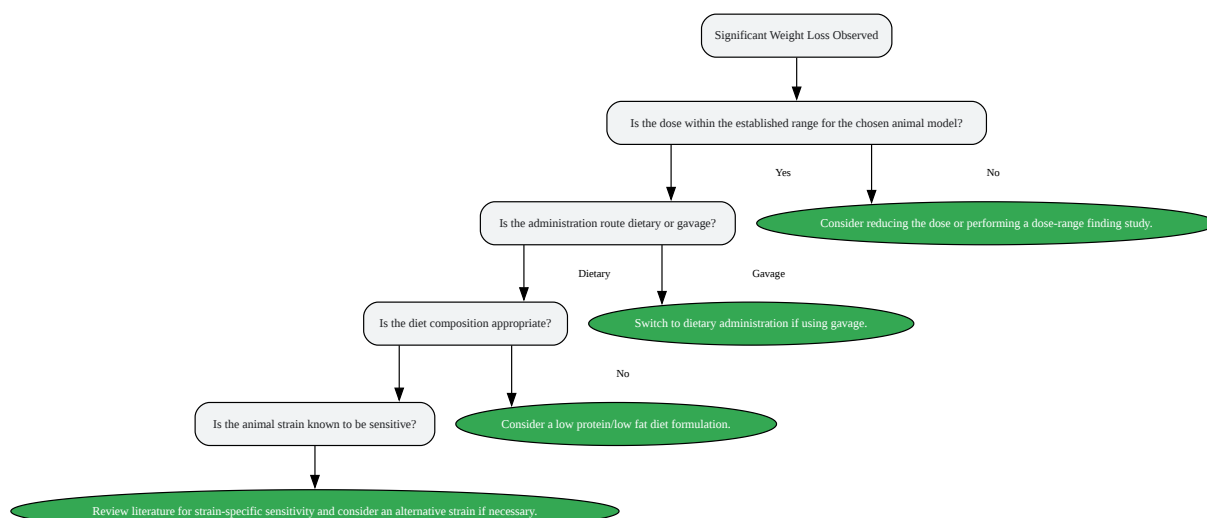 Significant Weight Loss Observed
Is the dose within the established range for the chosen animal model?
Yes
No
Is the administration route dietary or gavage?
Consider reducing the dose or performing a dose-range finding study.
Dietary
Gavage
Is the diet composition appropriate?
Switch to dietary administration if using gavage.
No
Is the animal strain known to be sensitive?
Consider a low protein/low fat diet formulation.
Review literature for strain-specific sensitivity and consider an alternative strain if necessary.